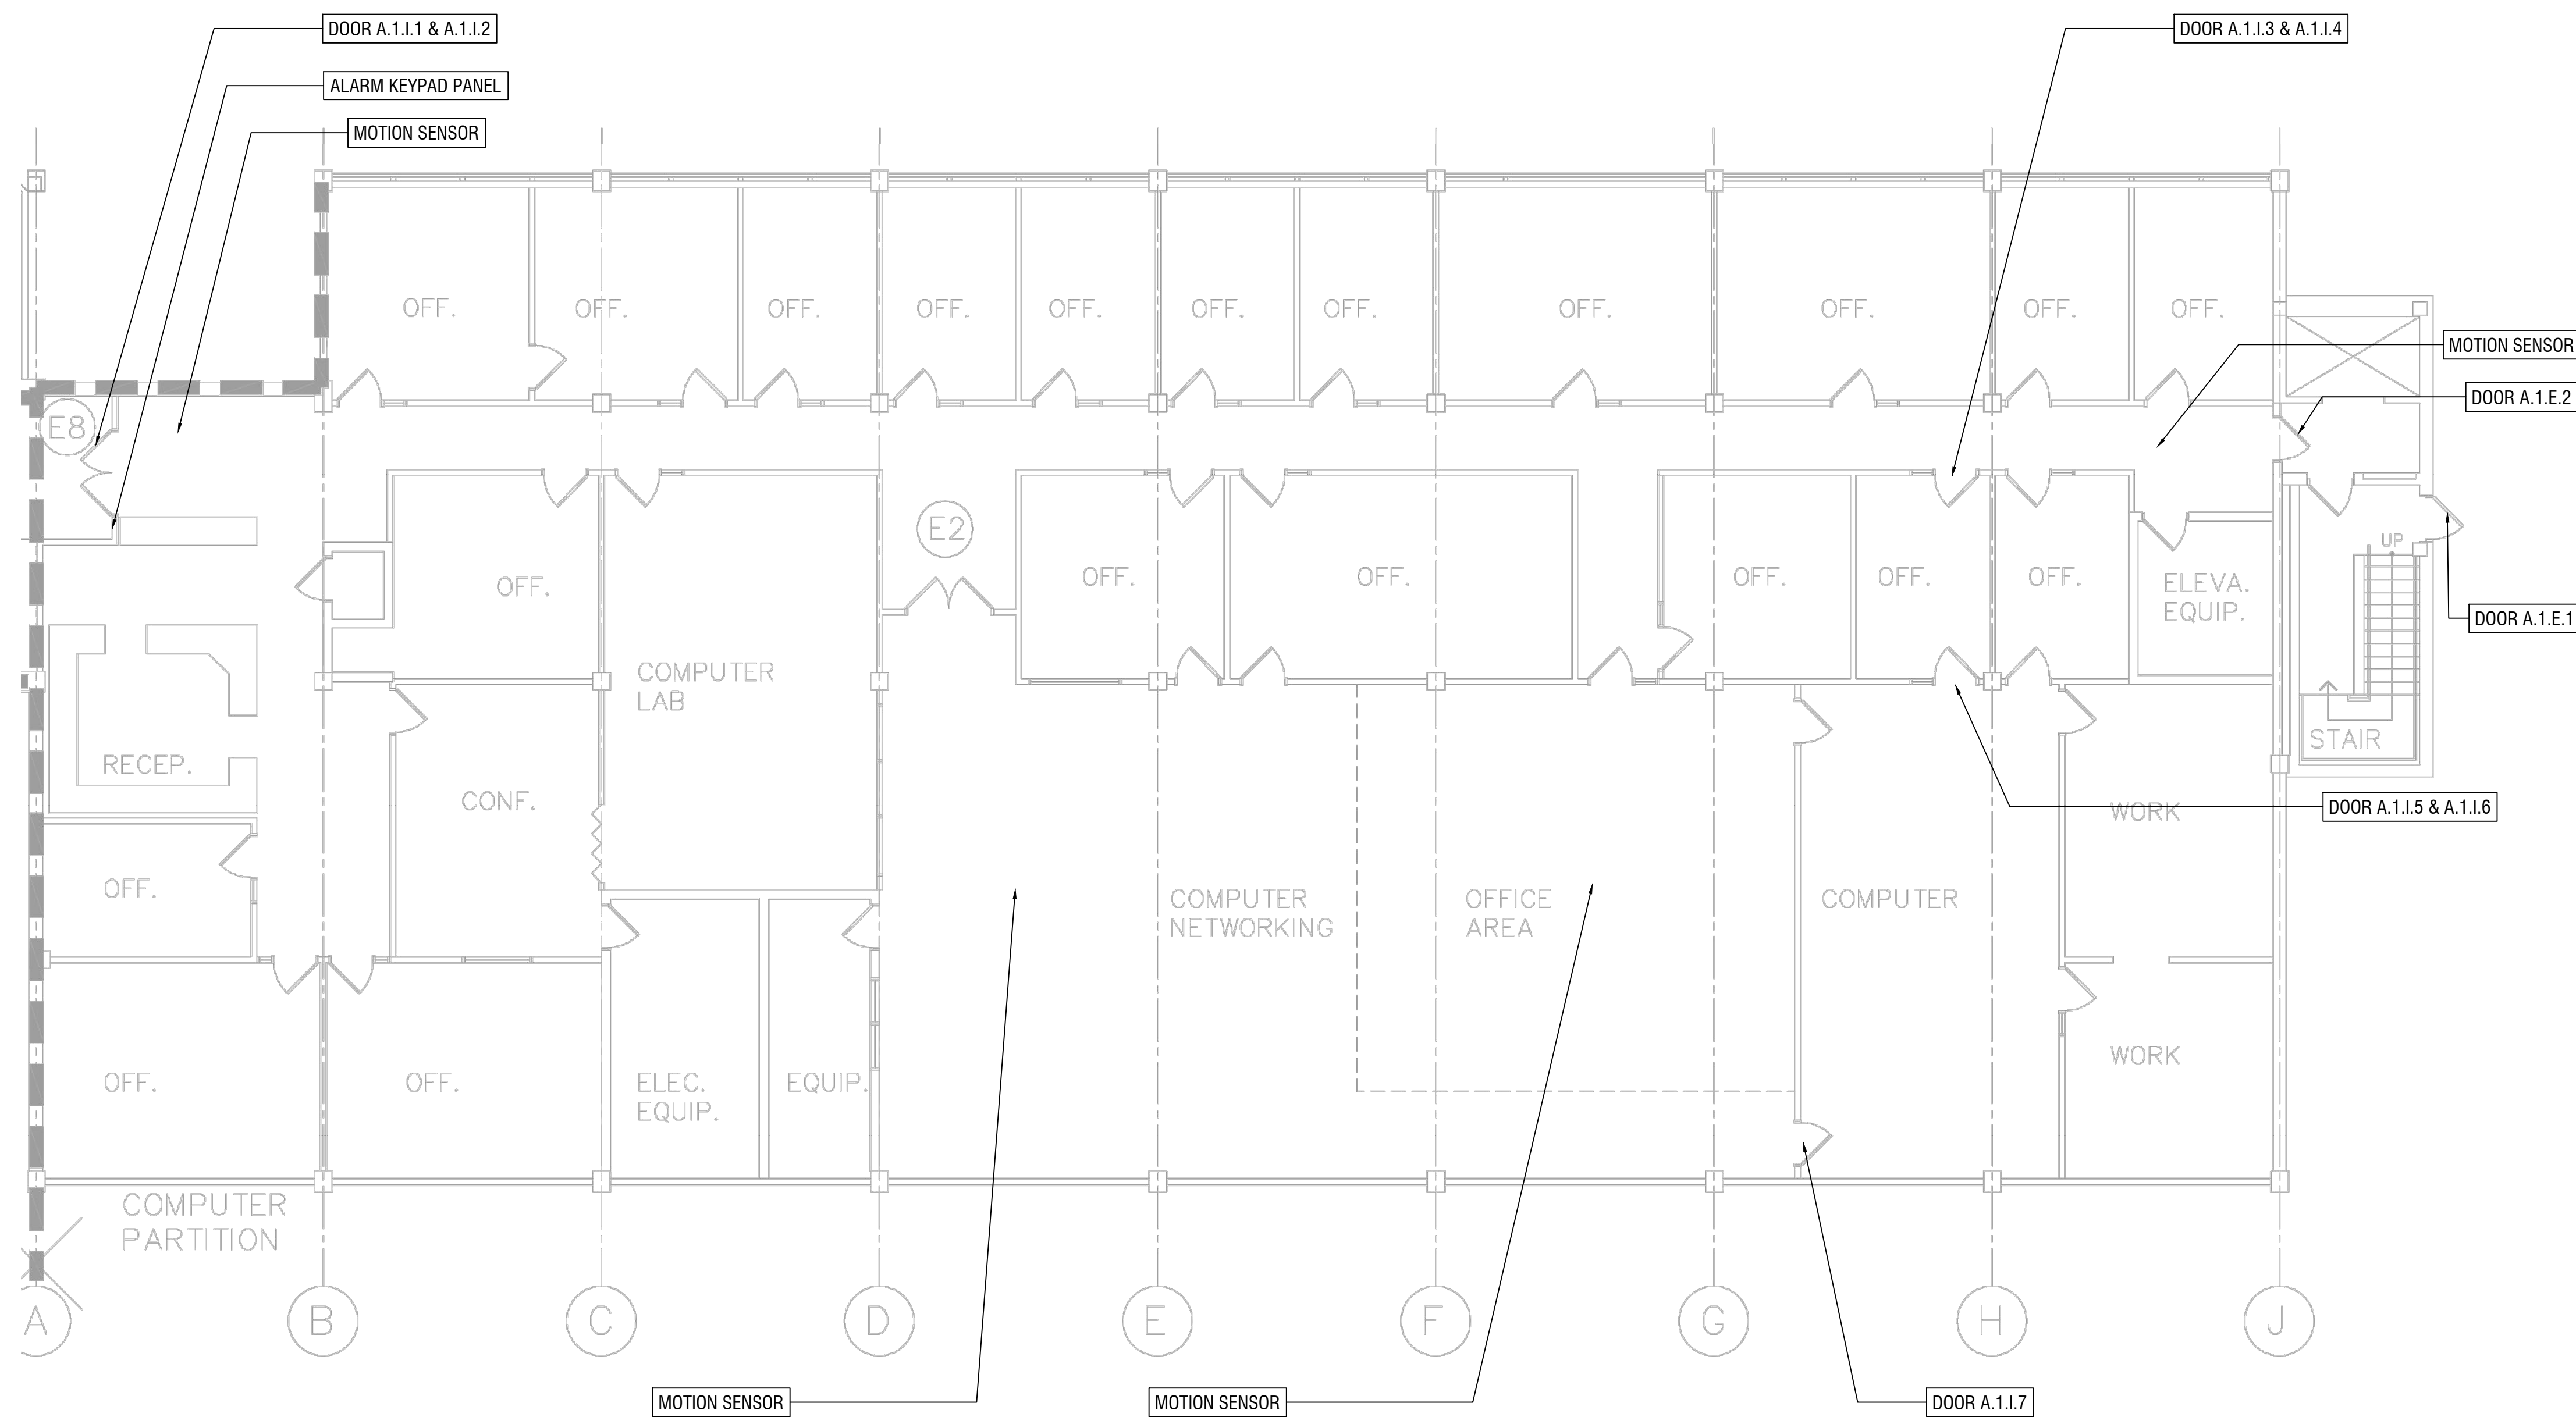 DOOR A.1.I.1 & A.1.I.2
DOOR A.1.I.3 & A.1.I.4
ALARM KEYPAD PANEL
MOTION SENSOR
OFF.
OFF.
OFF.
OFF.
OFF.
OFF.
OFF.
OFF.
OFF.
OFF.
OFF.
MOTION SENSOR
DOOR A.1.E.2
E8
E2
UP
OFF.
OFF.
OFF.
OFF.
OFF.
OFF.
ELEVA.
EQUIP.
DOOR A.1.E.1
COMPUTER
LAB
STAIR
RECEP.
CONF.
WORK
DOOR A.1.I.5 & A.1.I.6
OFF.
COMPUTER
NETWORKING
OFFICE
AREA
COMPUTER
OFF.
OFF.
ELEC.
EQUIP.
EQUIP.
WORK
COMPUTER
PARTITION
A
B
C
D
E
F
G
H
J
MOTION SENSOR
MOTION SENSOR
DOOR A.1.I.7